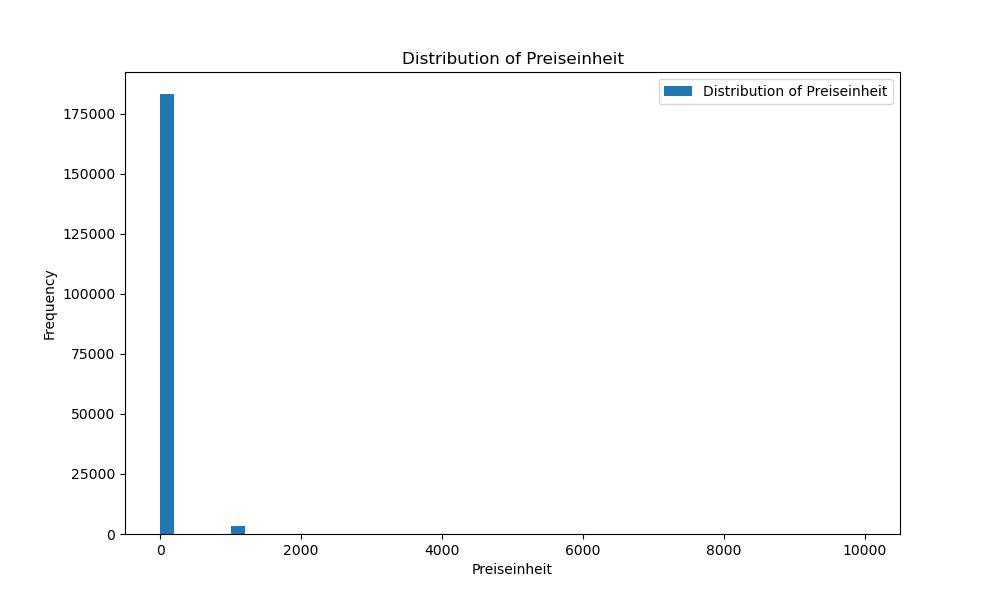 Distribution of Preiseinheit
Distribution of Preiseinheit
175000
150000
125000
100000
75000
50000
25000
0
Frequency
0 2000 4000 6000 8000 10000
Preiseinheit